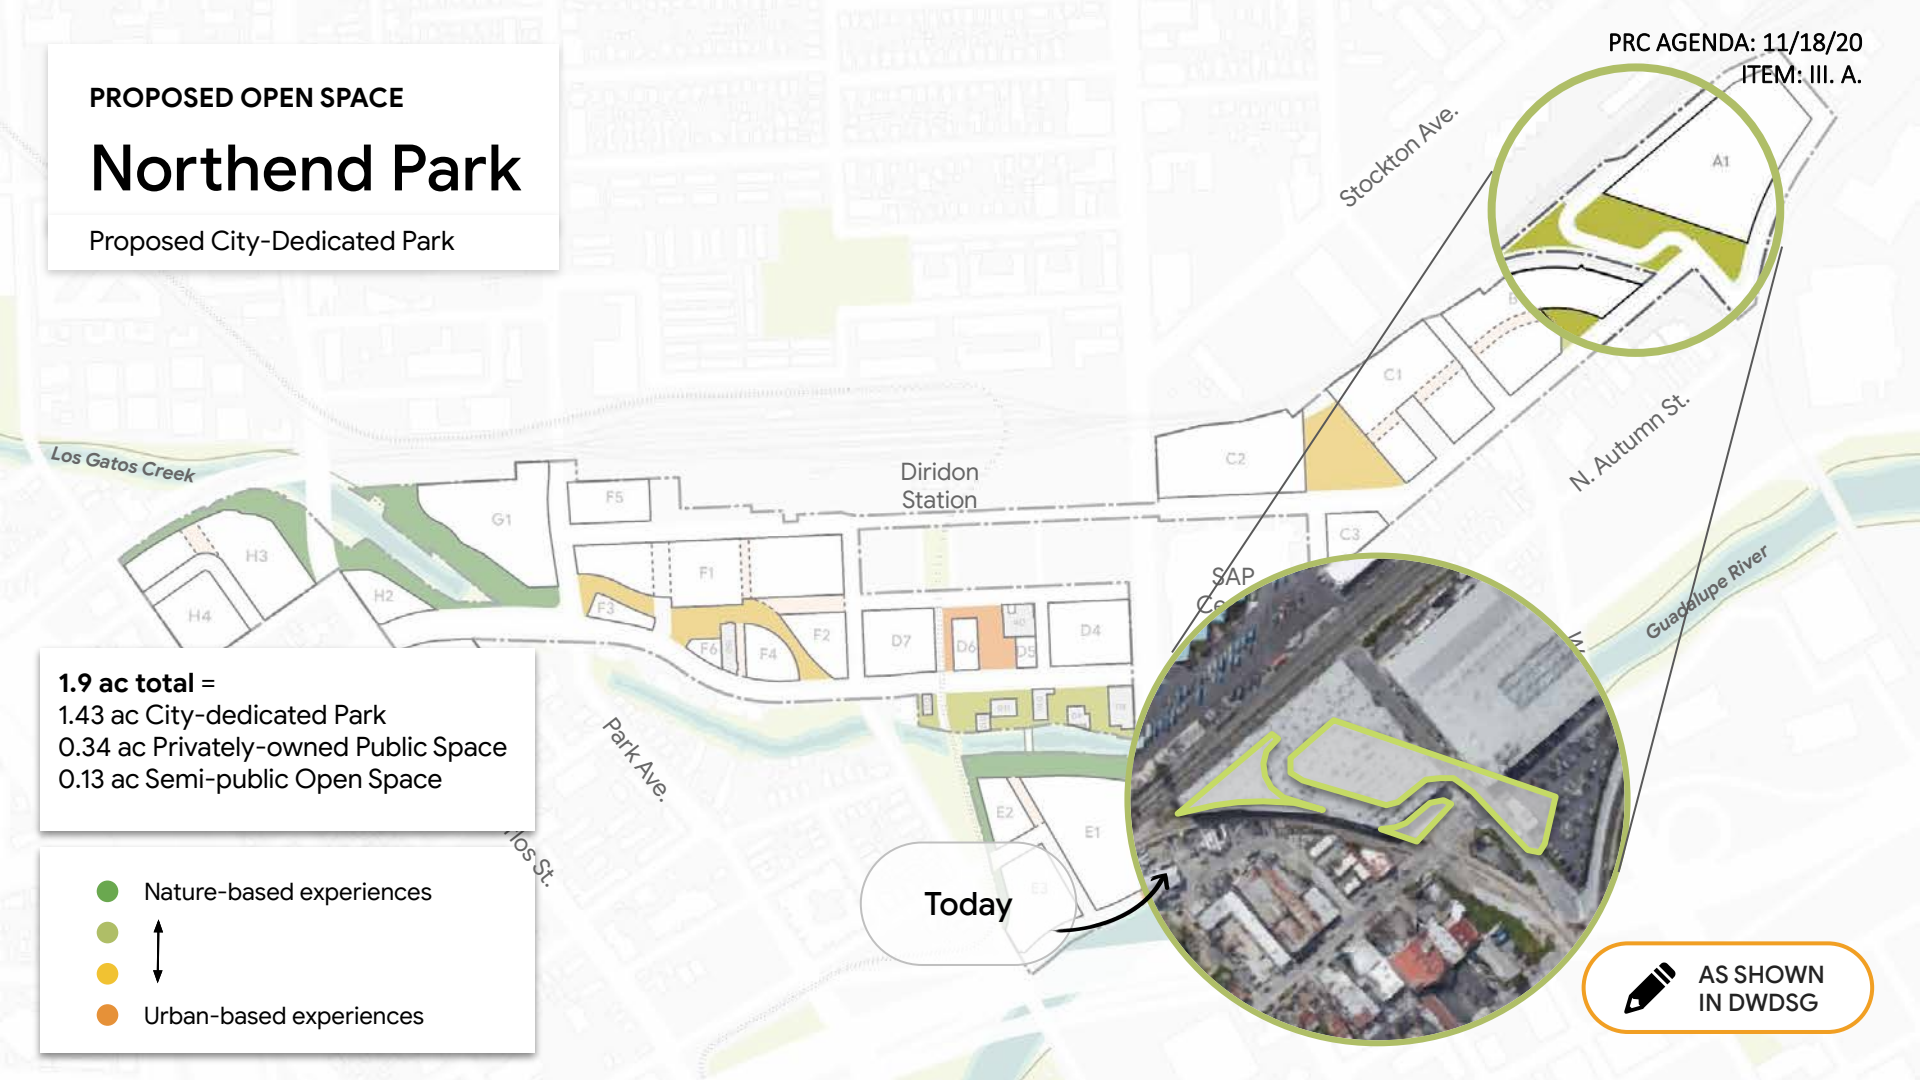 PRC AGENDA: 11/18/20
ITEM: III. A.
PROPOSED OPEN SPACE
Northend Park
Proposed City-Dedicated Park
Stockton Ave.
A1
B
C1
N. Autumn St.
Los Gatos Creek
Diridon
Station
C2
C3
G1
F5
H3
H4
H2
F1
F3
F2
F6
F4
D7
D6
D5
D4
SAP
Ce
Guadalupe River
W
1.9 ac total =
1.43 ac City-dedicated Park
0.34 ac Privately-owned Public Space
0.13 ac Semi-public Open Space
Park Ave.
los St.
E2
E1
E3
Today
Nature-based experiences
Urban-based experiences
AS SHOWN
IN DWDSG